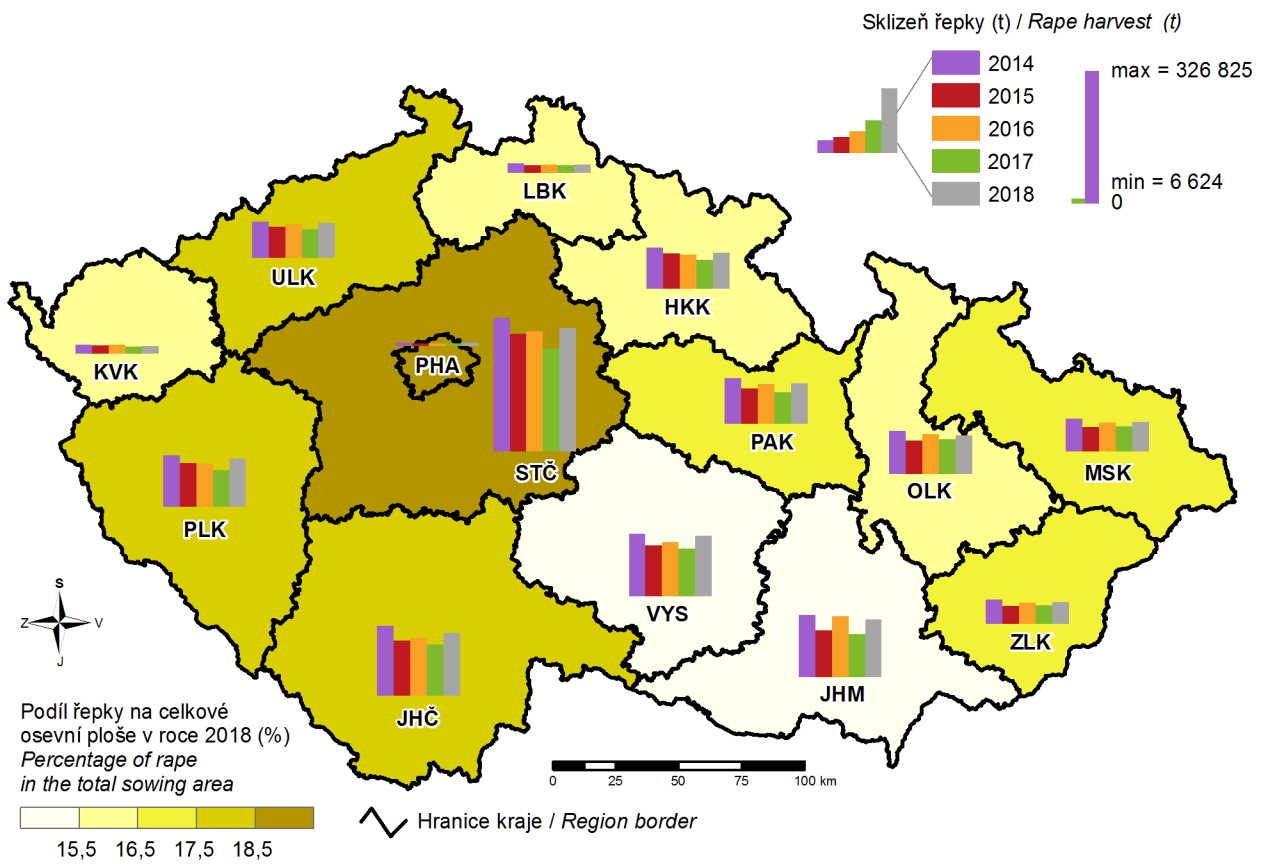 Sklizeň řepky (t) / Rape harvest (t)
2014
2015
2016
2017
2018
max = 326 825
min = 6 624
0
LBK
ULK
HKK
KVK
PHA
STČ
PAK
OLK
MSK
PLK
VYS
ZLK
JHČ
JHM
S
Z
V
J
Podíl řepky na celkové
osevní ploše v roce 2018 (%)
Percentage of rape
in the total sowing area
15,5 16,5 17,5 18,5
Hranice kraje / Region border
0 25 50 75 100 km